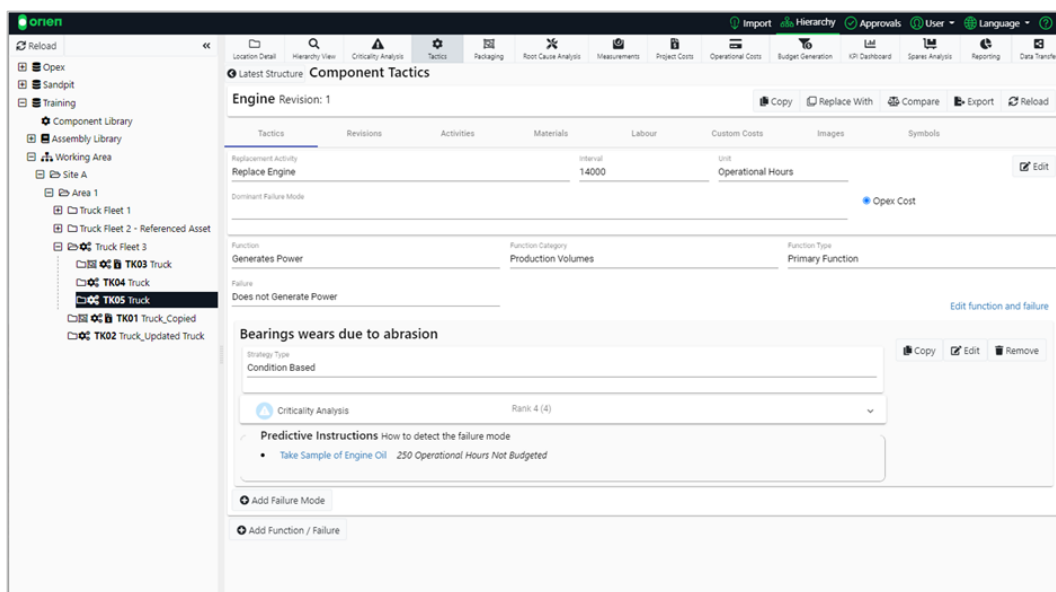 orien
Import Hierarchy Approvals User Language
Reload
Location Detail Hierarchy View Criticality Analysis Tactics Packaging Root Cause Analysis Measurements Project Costs Operational Costs Budget Generation KPI Dashboard Spares Analysis Reporting Data Transfe
Opex
Sandpit
Training
Component Library
Assembly Library
Working Area
Site A
Area 1
Truck Fleet 1
Truck Fleet 2 - Referenced Asset
Truck Fleet 3
TK03 Truck
TK04 Truck
TK05 Truck
TK01 Truck_Copied
TK02 Truck_Updated Truck
Latest Structure Component Tactics
Engine Revision: 1
Copy Replace With Compare Export Reload
Tactics Revisions Activities Materials Labour Custom Costs Images Symbols
Replacement Activity Interval Unit
Replace Engine 14000 Operational Hours
Edit
Dominant Failure Mode
Opex Cost
Function Function Category Function Type
Generates Power Production Volumes Primary Function
Failure
Does not Generate Power
Edit function and failure
Bearings wears due to abrasion
Copy Edit Remove
Strategy Type
Condition Based
Criticality Analysis Rank 4 (4)
Predictive Instructions How to detect the failure mode
Take Sample of Engine Oil 250 Operational Hours Not Budgeted
Add Failure Mode
Add Function / Failure